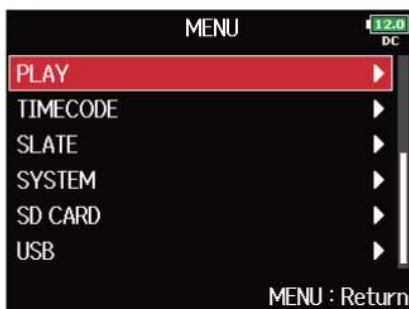 MENU
12.0
DC
PLAY
TIMECODE
SLATE
SYSTEM
SD CARD
USB
MENU : Return